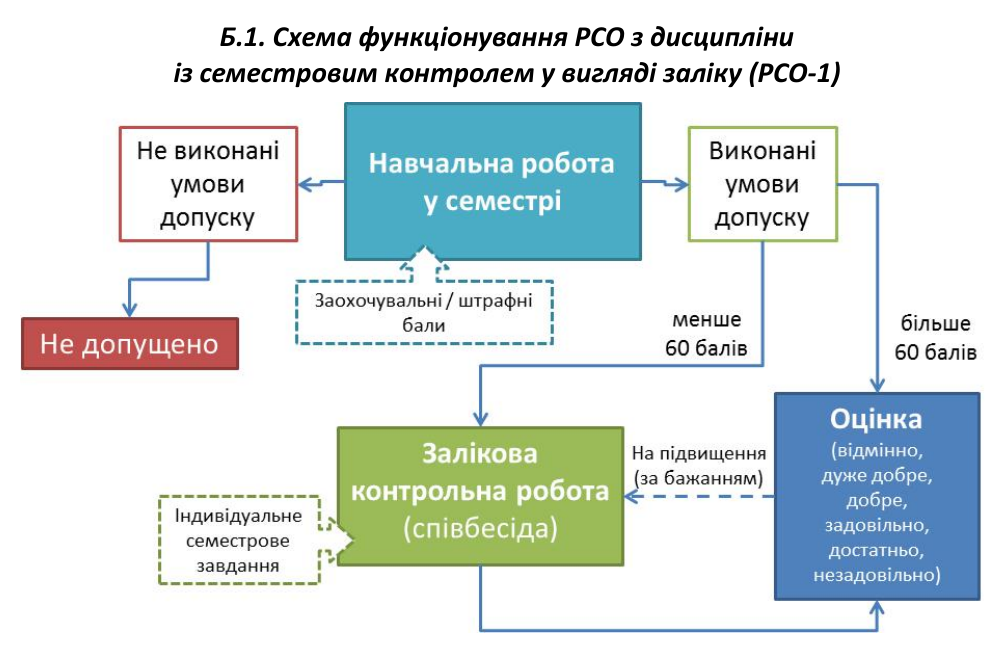 Б.1. Схема функціонування РСО з дисципліни
із семестровим контролем у вигляді заліку (РСО-1)
Не виконані
умови
допуску
Навчальна робота
у семестрі
Виконані
умови
допуску
Заохочувальні / штрафні
бали
Не допущено
менше
60 балів
більше
60 балів
Залікова
контрольна робота
(співбесіда)
На підвищення
(за бажанням)
Оцінка
(відмінно,
дуже добре,
добре,
задовільно,
достатньо,
незадовільно)
Індивідуальне
семестрове
завдання